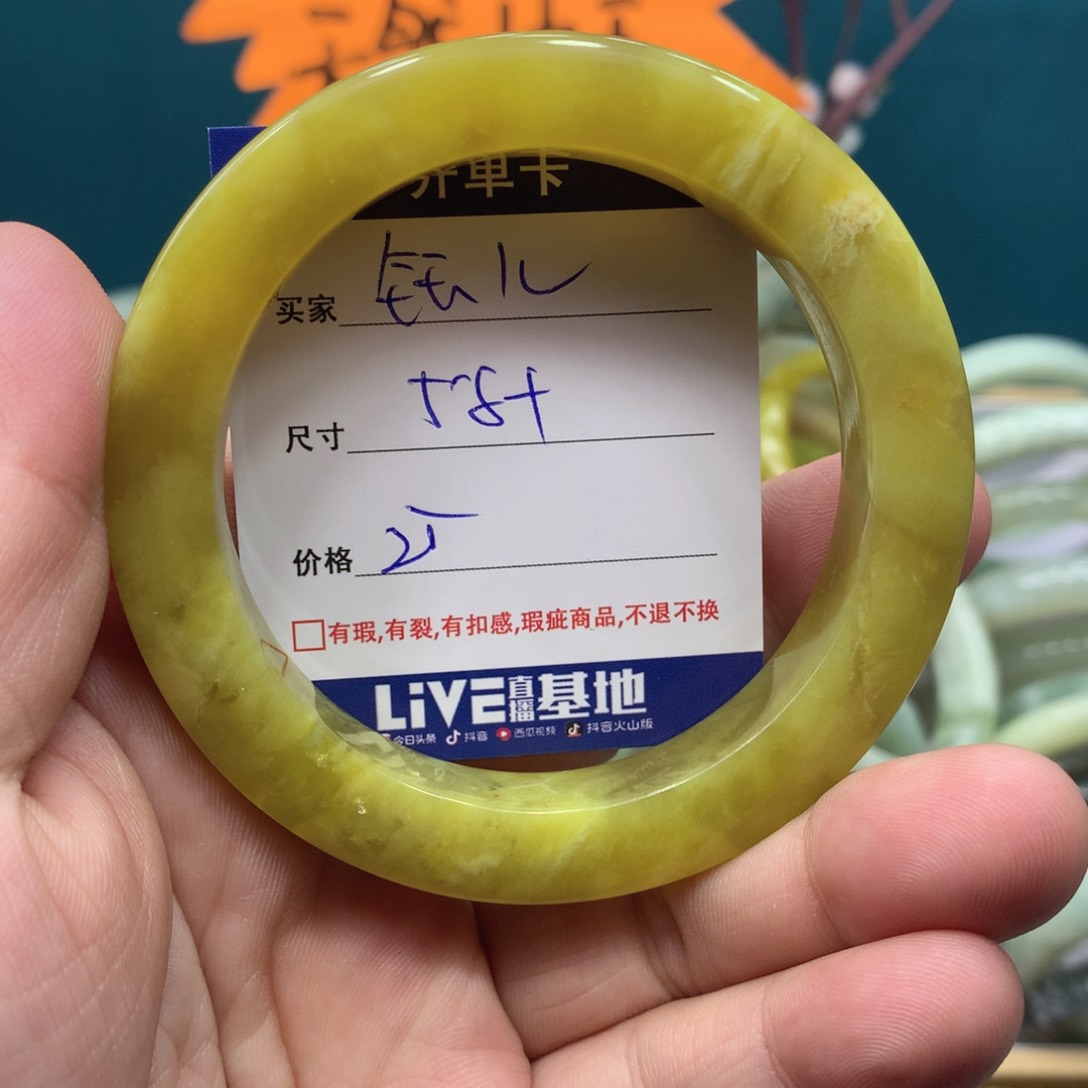 开单卡
买家 钰儿
尺寸 58+
价格 25
有瑕,有裂,有扣感,瑕疵商品,不退不换
LiVE直播基地
今日头条 抖音 西瓜视频 抖音火山版